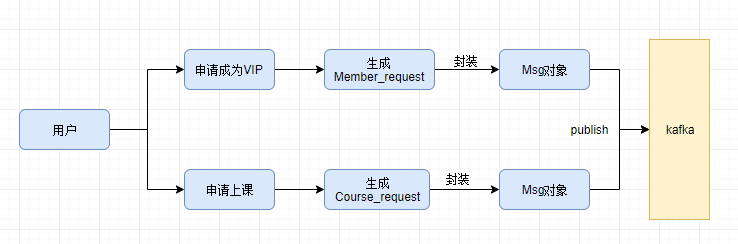 用户
申请成为VIP
生成
Member_request
封装
Msg对象
publish
kafka
申请上课
生成
Course_request
封装
Msg对象